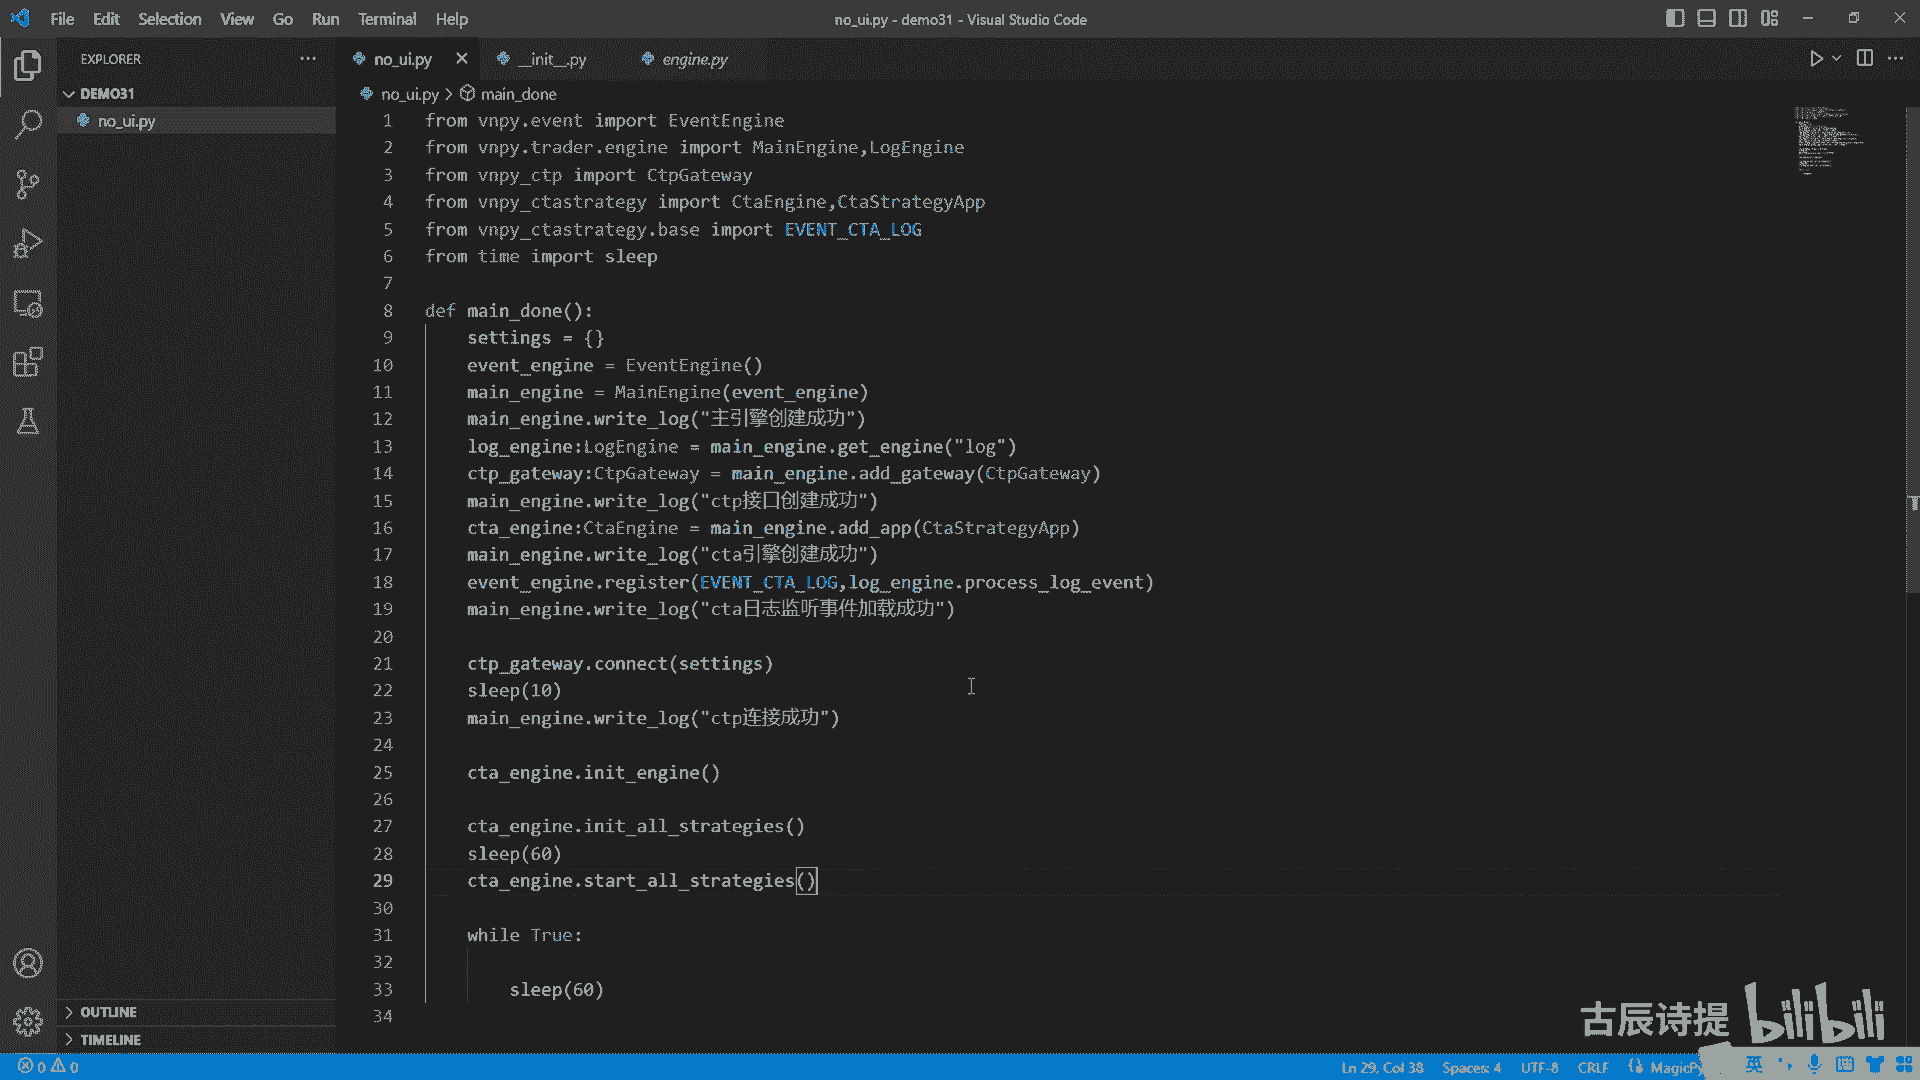 File Edit Selection View Go Run Terminal Help
no_ui.py - demo31 - Visual Studio Code
EXPLORER
DEMO31
no_ui.py
OUTLINE
TIMELINE
no_ui.py
__init__.py
engine.py
no_ui.py > main_done
1 from vnpy.event import EventEngine
2 from vnpy.trader.engine import MainEngine,LogEngine
3 from vnpy_ctp import CtpGateway
4 from vnpy_ctastrategy import CtaEngine,CtaStrategyApp
5 from vnpy_ctastrategy.base import EVENT_CTA_LOG
6 from time import sleep
7
8 def main_done():
9 settings = {}
10 event_engine = EventEngine()
11 main_engine = MainEngine(event_engine)
12 main_engine.write_log("主引擎创建成功")
13 log_engine:LogEngine = main_engine.get_engine("log")
14 ctp_gateway:CtpGateway = main_engine.add_gateway(CtpGateway)
15 main_engine.write_log("ctp接口创建成功")
16 cta_engine:CtaEngine = main_engine.add_app(CtaStrategyApp)
17 main_engine.write_log("cta引擎创建成功")
18 event_engine.register(EVENT_CTA_LOG,log_engine.process_log_event)
19 main_engine.write_log("cta日志监听事件加载成功")
20
21 ctp_gateway.connect(settings)
22 sleep(10)
23 main_engine.write_log("ctp连接成功")
24
25 cta_engine.init_engine()
26
27 cta_engine.init_all_strategies()
28 sleep(60)
29 cta_engine.start_all_strategies()
30
31 while True:
32
33 sleep(60)
34
古辰诗提 bilibili
0 0
Ln 29, Col 38 Spaces: 4 UTF-8 CRLF MagicPy
英